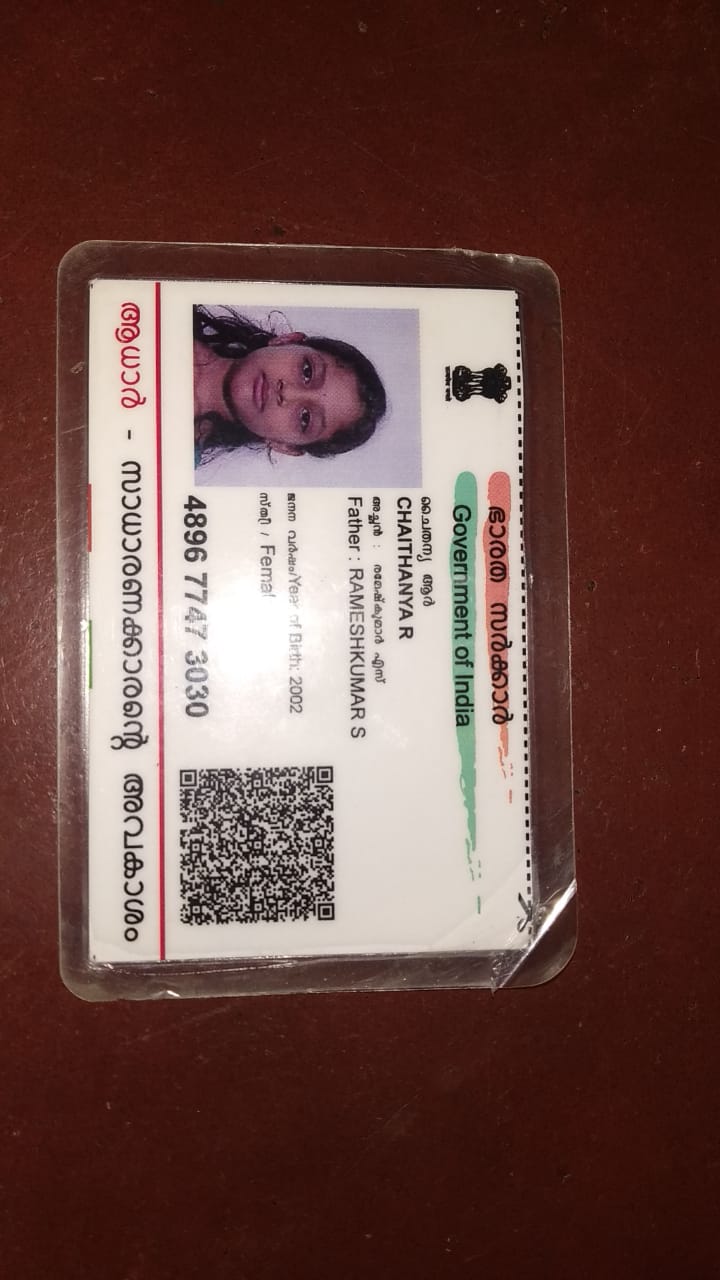 ഭാരത സർക്കാർ
Government of India
ചൈതന്യ ആർ
CHAITHANYA R
അച്ഛൻ : രമേഷ്കുമാർ എസ്
Father : RAMESHKUMAR S
ജനന വർഷം/Year of Birth: 2002
സ്ത്രീ / Femal
4896 7747 3030
ആധാർ - സാധാരണക്കാരന്റെ അവകാശം